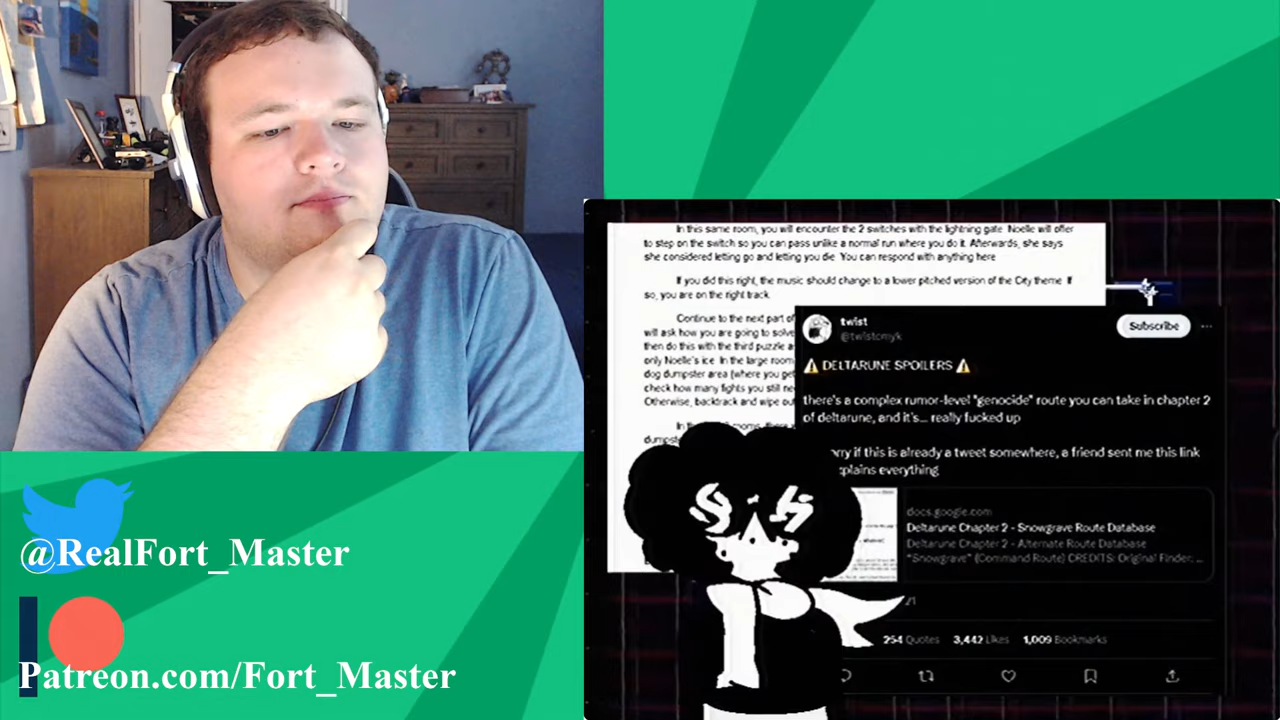 In this same room, you will encounter the 2 switches with the lightning gate. Noelle will offer
to step on the switch so you can pass unlike a normal run where you do it. Afterwards, she says
she considered letting go and letting you die. You can respond with anything here
If you did this right, the music should change to a lower pitched version of the City theme. If
so, you are on the right track.
Continue to the next part of
will ask how you are going to solve
then do this with the third puzzle a
only Noelle's ice. In the large room
dog dumpster area (where you get
check how many fights you still ne
Otherwise, backtrack and wipe out
In the
dumpste
twist
@twistcmyk
Subscribe
⚠️ DELTARUNE SPOILERS ⚠️
there's a complex rumor-level "genocide" route you can take in chapter 2
of deltarune, and it's... really fucked up
rry if this is already a tweet somewhere, a friend sent me this link
xplains everything
docs.google.com
Deltarune Chapter 2 - Snowgrave Route Database
Deltarune Chapter 2 - Alternate Route Database
"Snowgrave" (Command Route) CREDITS: Original Finder: ...
21
254 Quotes 3,442 Likes 1,009 Bookmarks
@RealFort_Master
Patreon.com/Fort_Master